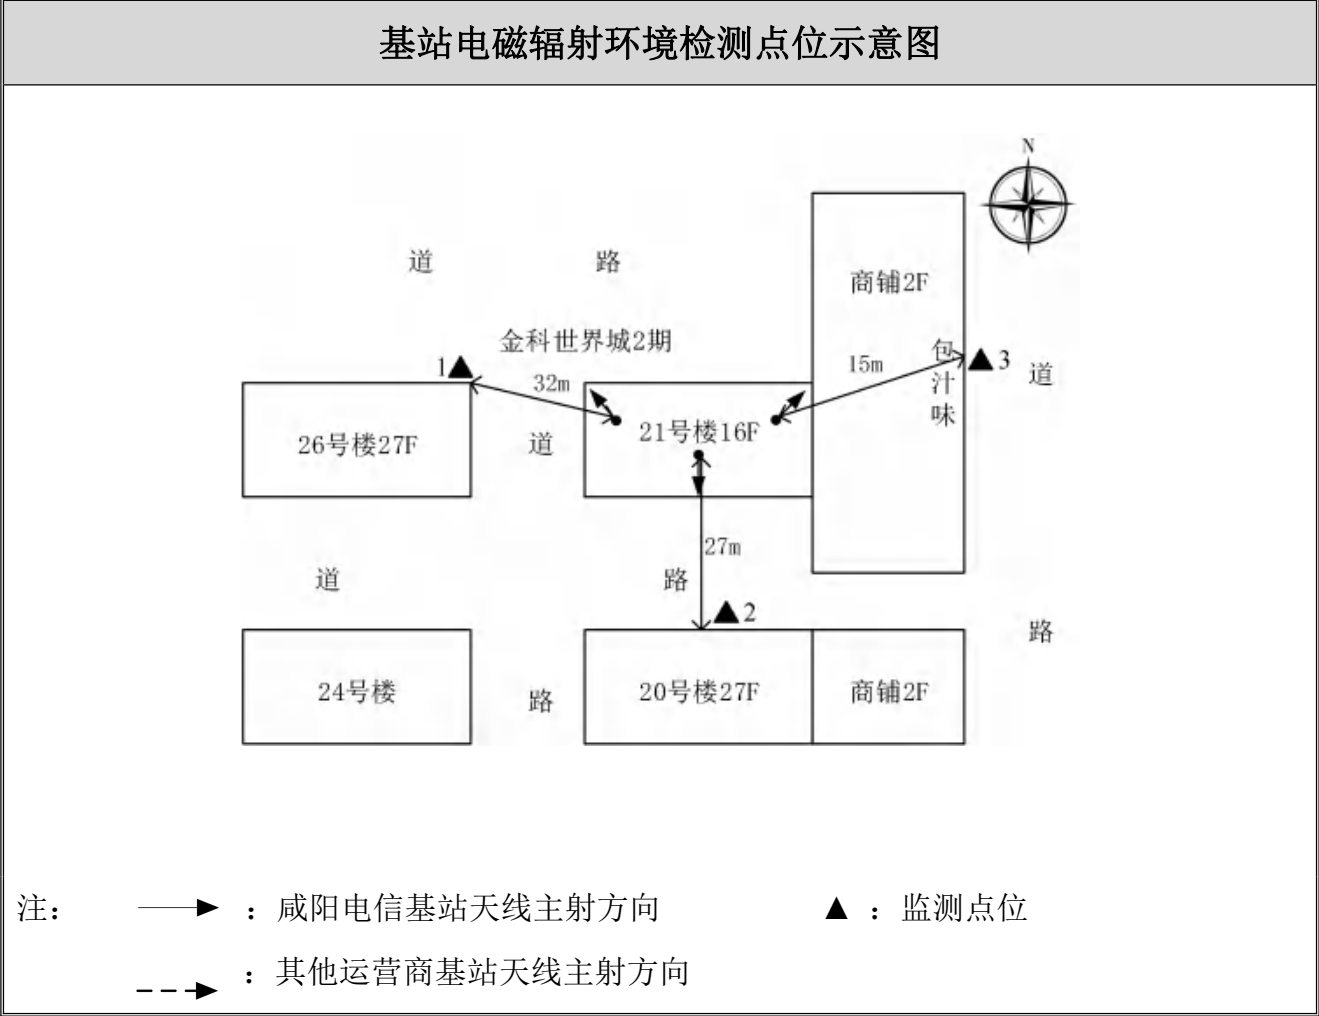 基站电磁辐射环境检测点位示意图
N
道 路
商铺2F
金科世界城2期
1▲
32m
15m
包汁味
▲3
道
26号楼27F
道
21号楼16F
27m
道 路
▲2
路
24号楼
路
20号楼27F
商铺2F
注：
：咸阳电信基站天线主射方向
▲：监测点位
：其他运营商基站天线主射方向